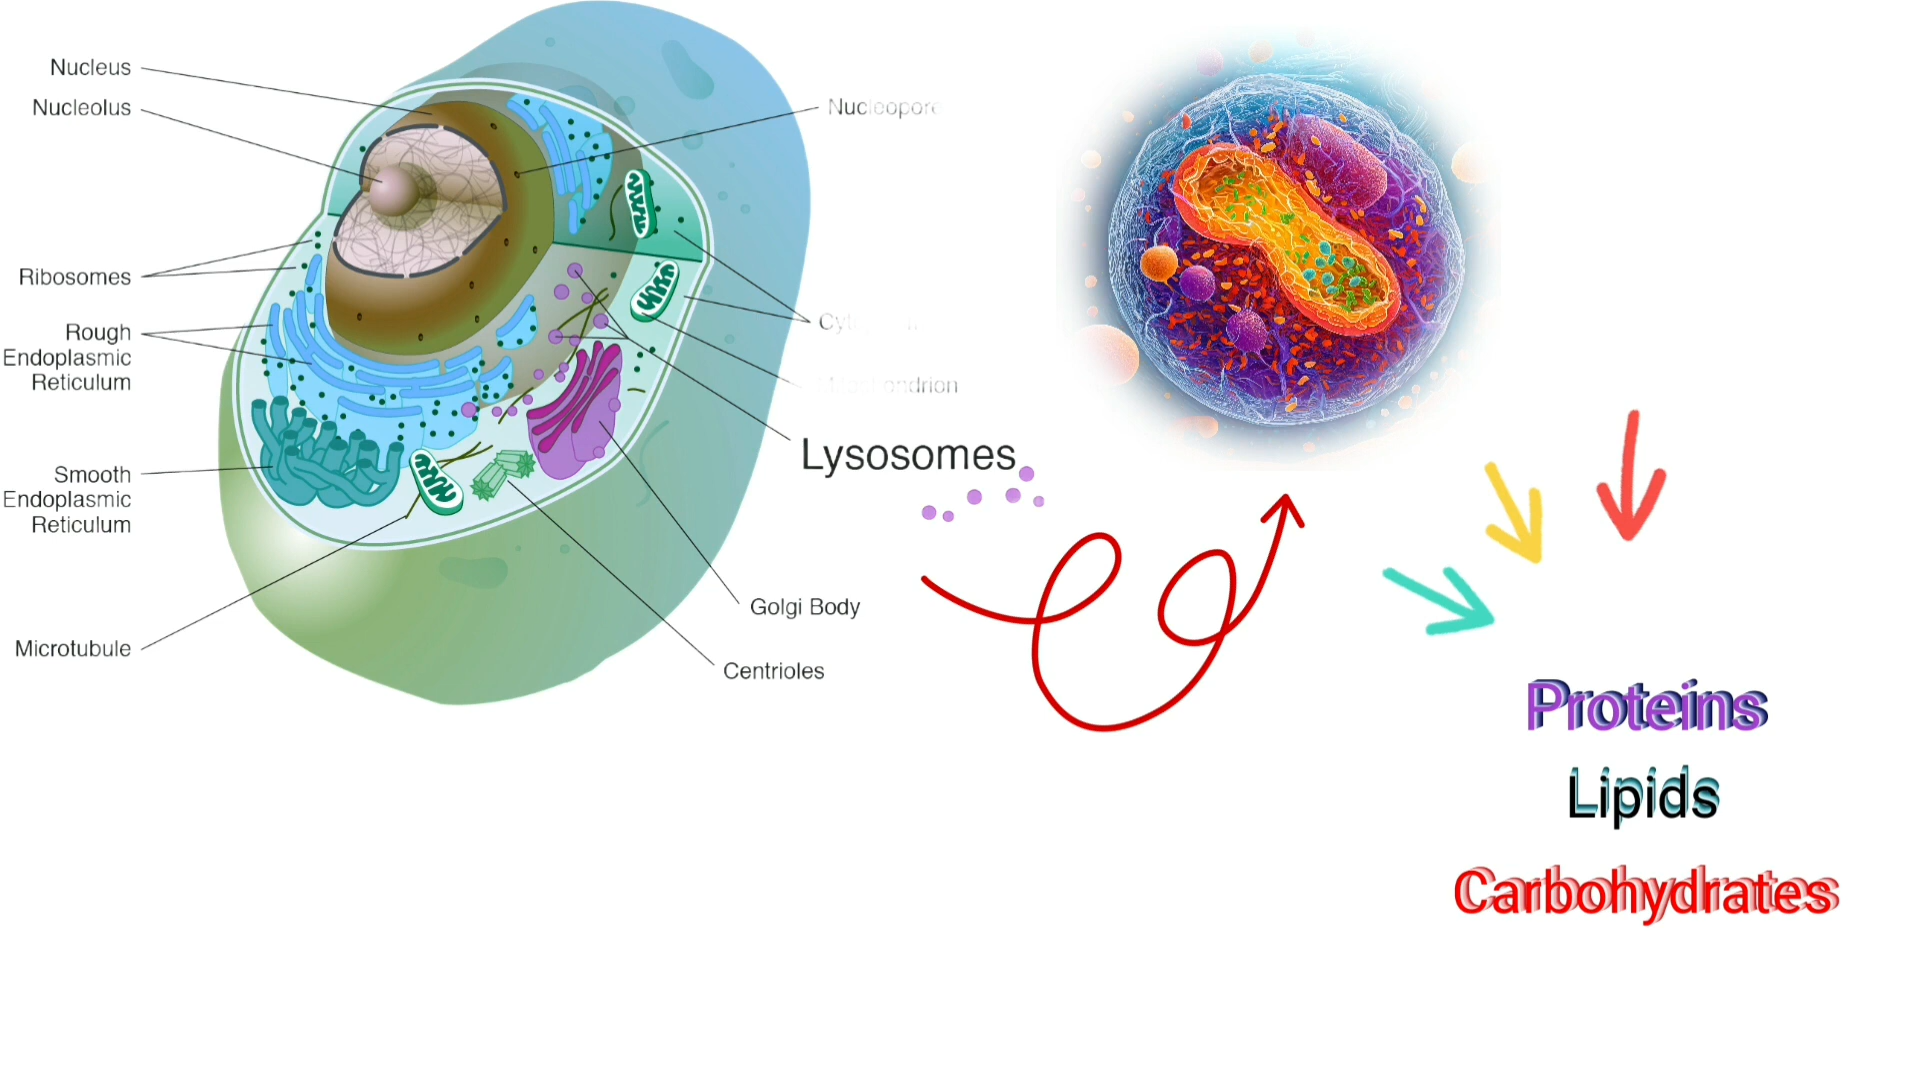 Nucleus
Nucleolus
Ribosomes
Rough
Endoplasmic
Reticulum
Smooth
Endoplasmic
Reticulum
Microtubule
Nucleopore
Lysosomes
Golgi Body
Centrioles
Proteins
Lipids
Carbohydrates